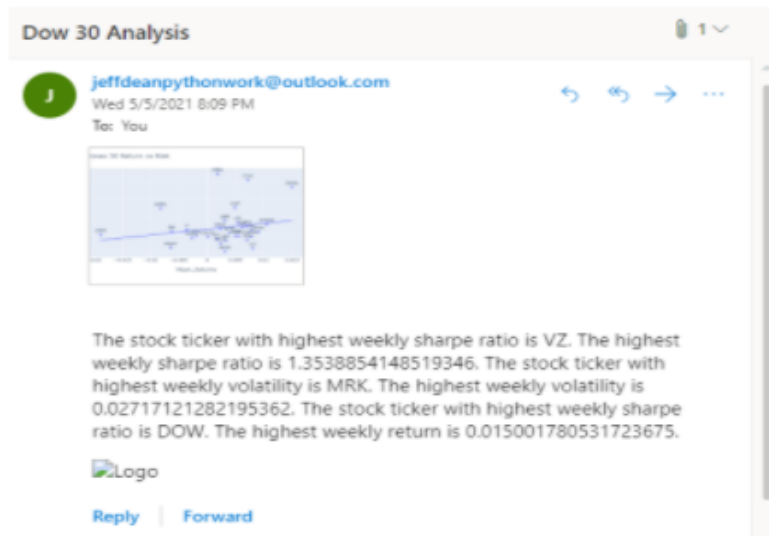 Dow 30 Analysis
1
J
jeffdeanpythonwork@outlook.com
Wed 5/5/2021 8:09 PM
To: You
The stock ticker with highest weekly sharpe ratio is VZ. The highest
weekly sharpe ratio is 1.3538854148519346. The stock ticker with
highest weekly volatility is MRK. The highest weekly volatility is
0.02717121282195362. The stock ticker with highest weekly sharpe
ratio is DOW. The highest weekly return is 0.015001780531723675.
Logo
Reply
Forward